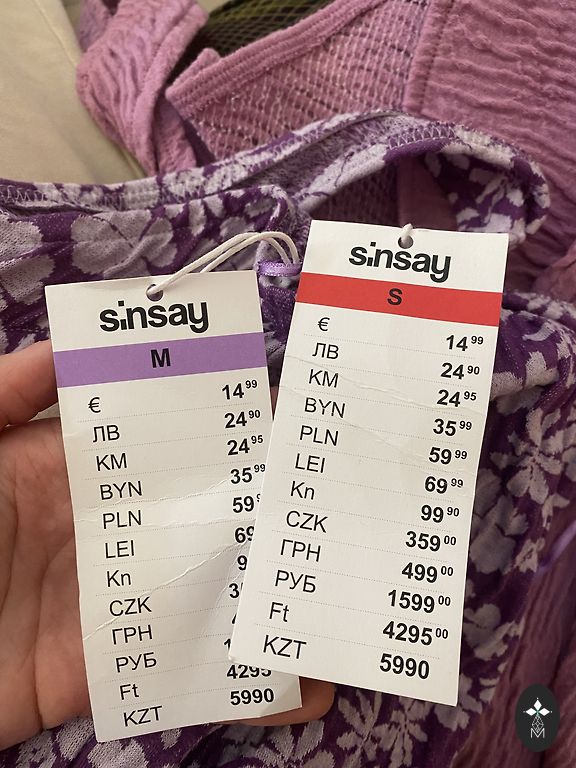 sinsay
M
€ 14 99
ЛВ 24 90
KM 24 95
BYN 35 99
PLN
LEI
Kn
CZK
ГРН
РУБ
Ft 4295
KZT 5990
sinsay
S
€ 14 99
ЛВ 24 90
KM 24 95
BYN 35 99
PLN 59 99
LEI 69 99
Kn 99 90
CZK 359 00
ГРН 499 00
РУБ 1599 00
Ft 4295 00
KZT 5990